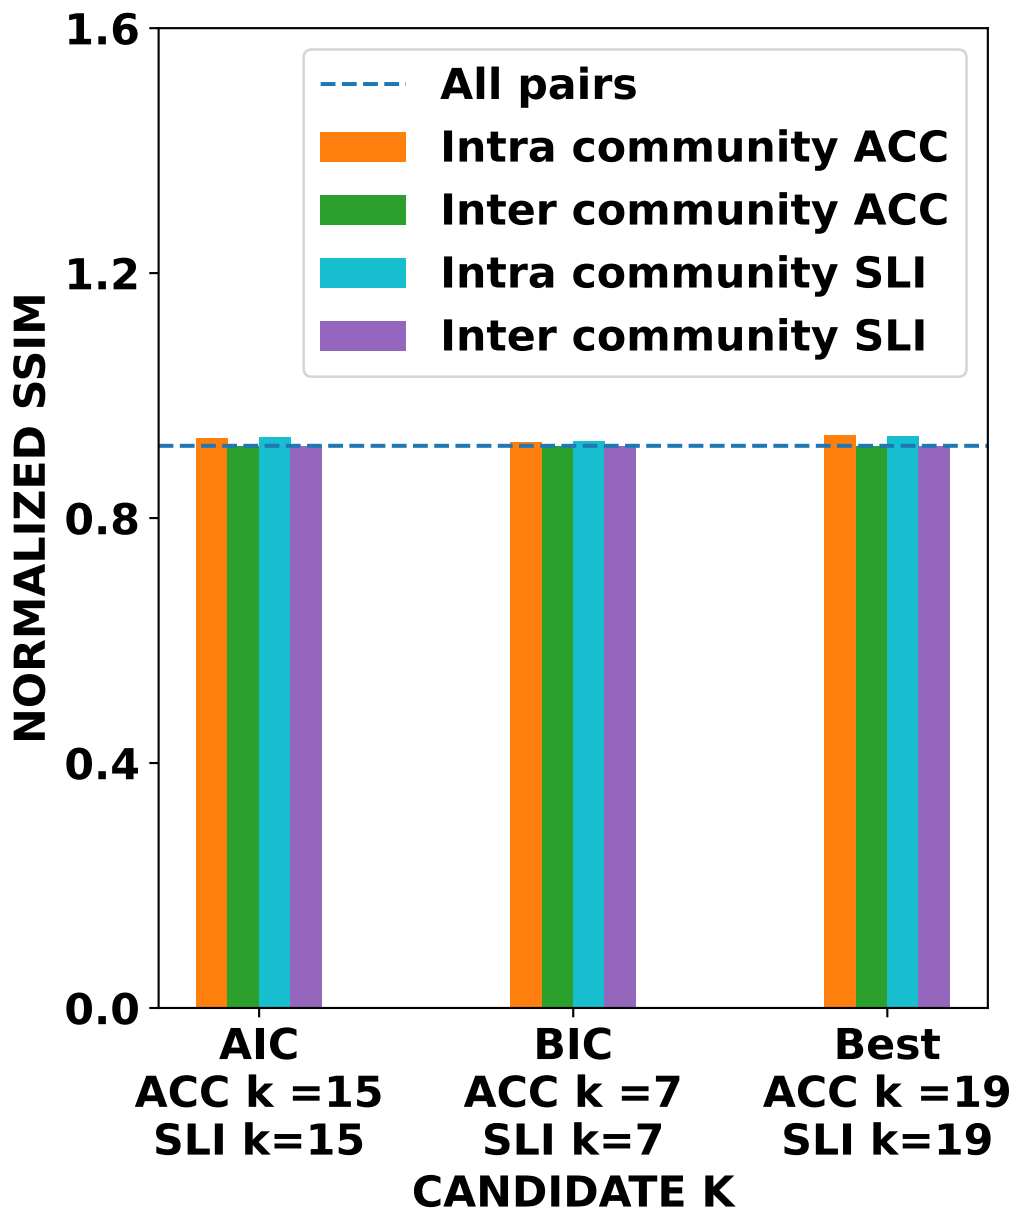 1.6
1.2
0.8
0.4
0.0
NORMALIZED SSIM
All pairs
Intra community ACC
Inter community ACC
Intra community SLI
Inter community SLI
AIC
ACC k =15
SLI k=15
BIC
ACC k =7
SLI k=7
Best
ACC k =19
SLI k=19
CANDIDATE K